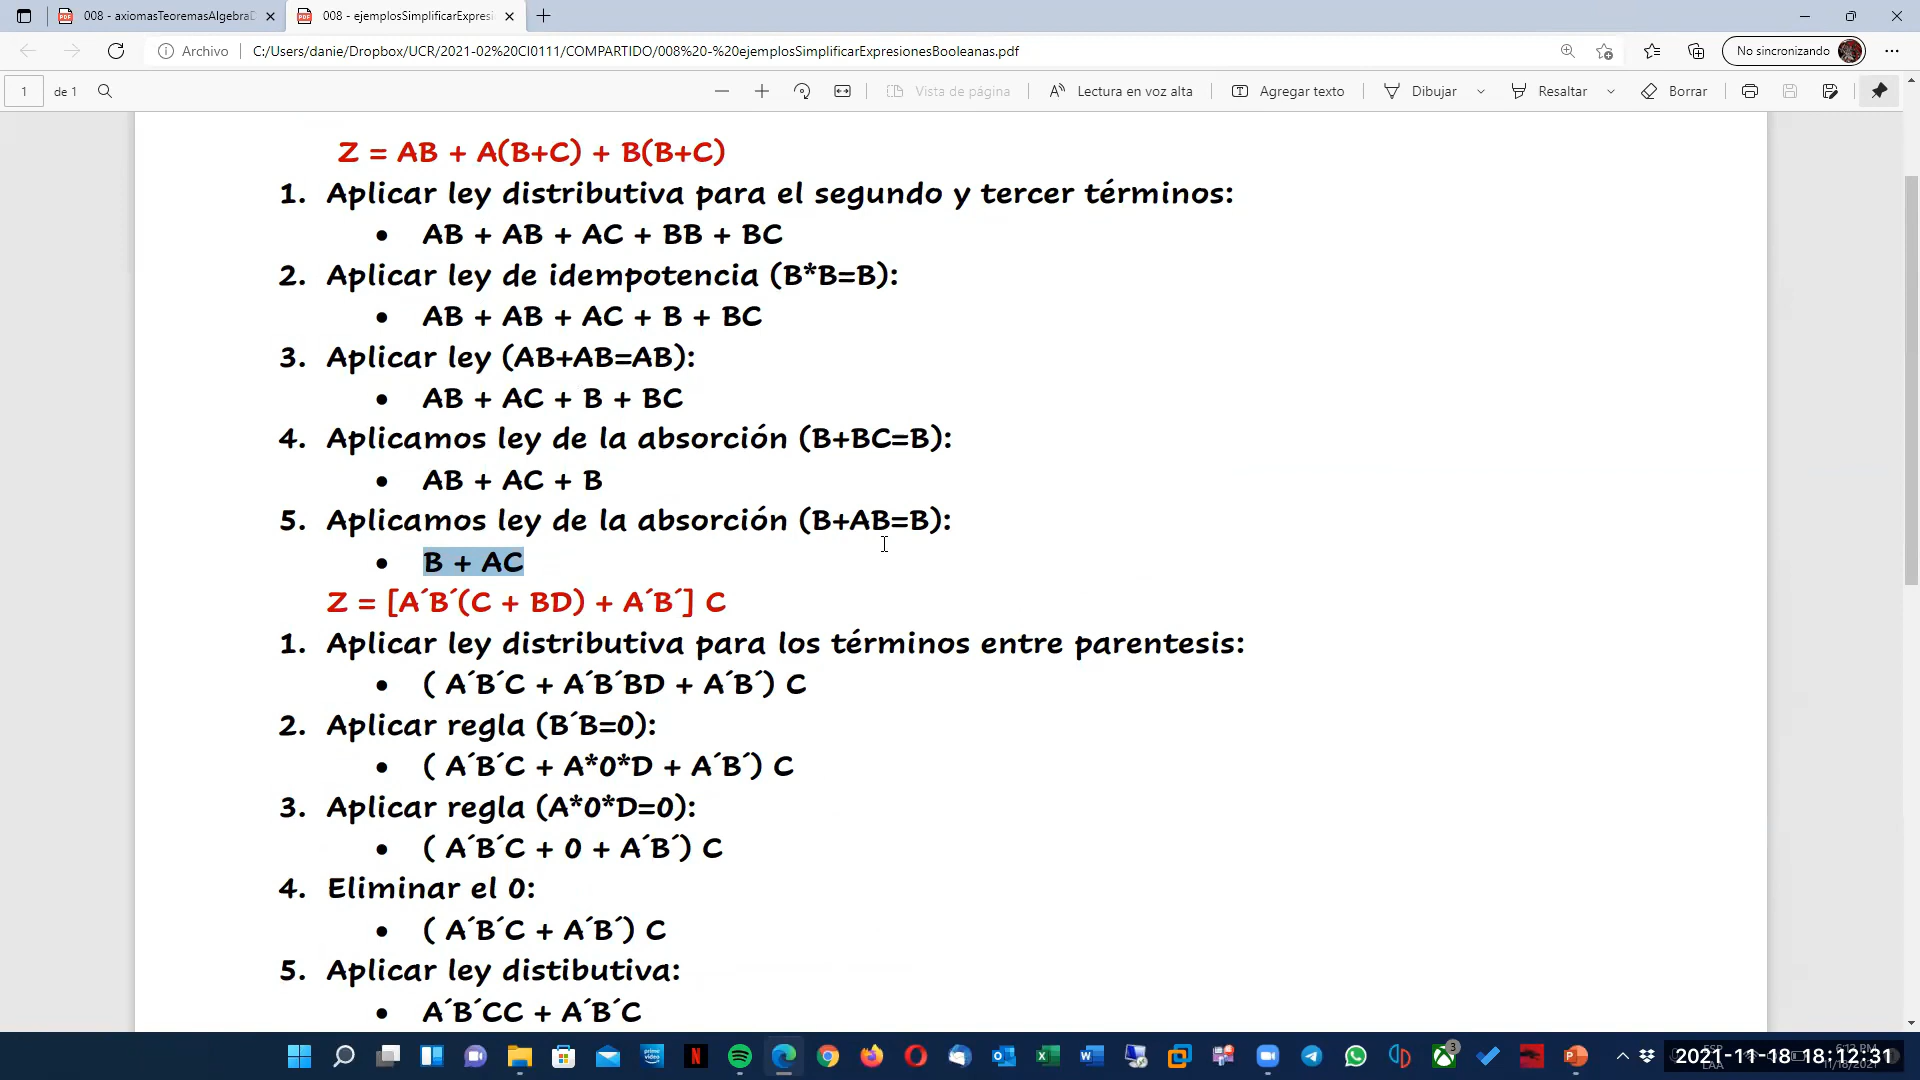 008 - axiomasTeoremasAlgebraD
008 - ejemplosSimplificarExpresi
Archivo
C:/Users/danie/Dropbox/UCR/2021-02%20CI0111/COMPARTIDO/008%20-%20ejemplosSimplificarExpresionesBooleanas.pdf
No sincronizando
1 de 1
Vista de página
Lectura en voz alta
Agregar texto
Dibujar
Resaltar
Borrar
Z = AB + A(B+C) + B(B+C)
1. Aplicar ley distributiva para el segundo y tercer términos:
• AB + AB + AC + BB + BC
2. Aplicar ley de idempotencia (B*B=B):
• AB + AB + AC + B + BC
3. Aplicar ley (AB+AB=AB):
• AB + AC + B + BC
4. Aplicamos ley de la absorción (B+BC=B):
• AB + AC + B
5. Aplicamos ley de la absorción (B+AB=B):
• B + AC
Z = [A´B´(C + BD) + A´B´] C
1. Aplicar ley distributiva para los términos entre parentesis:
• ( A´B´C + A´B´BD + A´B´) C
2. Aplicar regla (B´B=0):
• ( A´B´C + A*0*D + A´B´) C
3. Aplicar regla (A*0*D=0):
• ( A´B´C + 0 + A´B´) C
4. Eliminar el 0:
• ( A´B´C + A´B´) C
5. Aplicar ley distibutiva:
• A´B´CC + A´B´C
3
2021-11-18 18:12:31